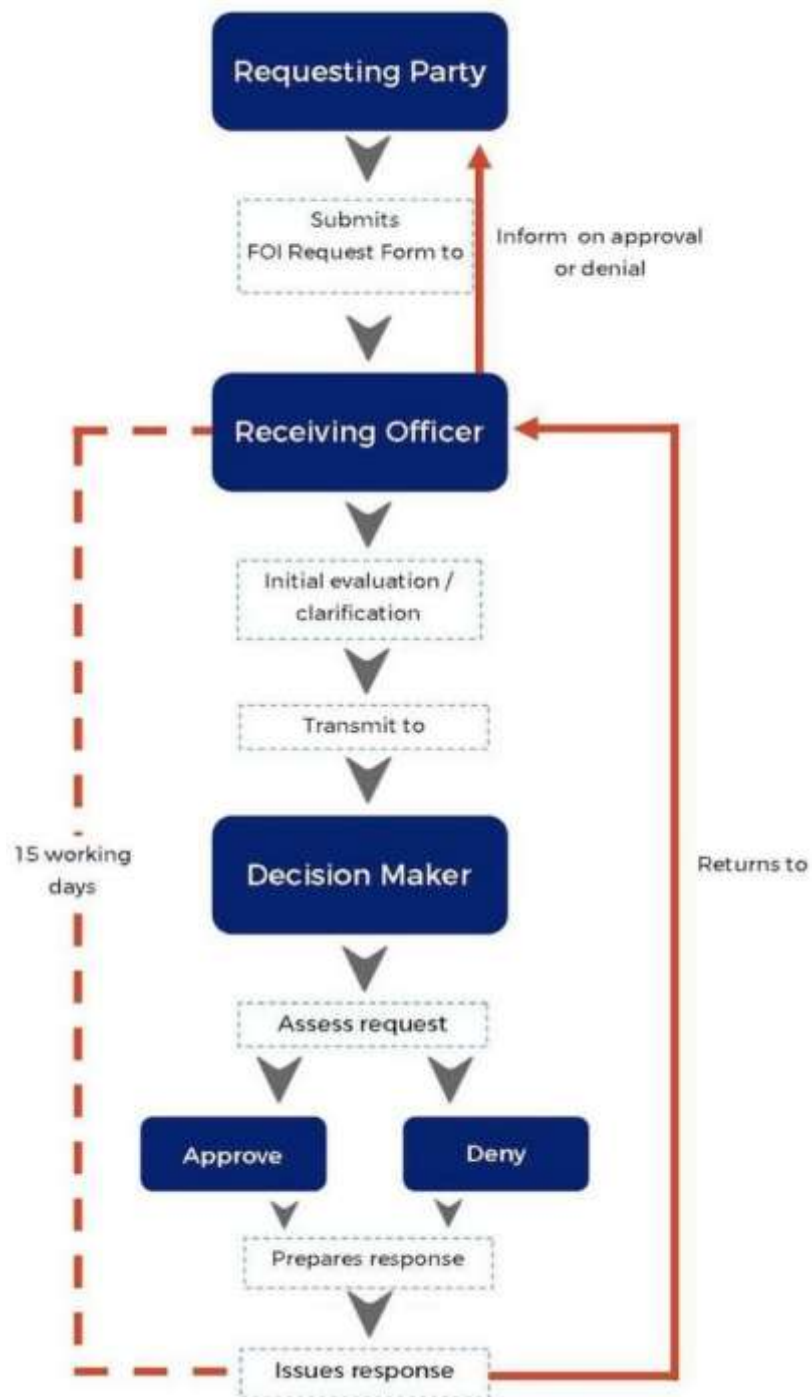 Requesting Party
Submits
FOI Request Form to
Inform on approval
or denial
Receiving Officer
Initial evaluation /
clarification
Transmit to
15 working
days
Decision Maker
Returns to
Assess request
Approve
Deny
Prepares response
Issues response